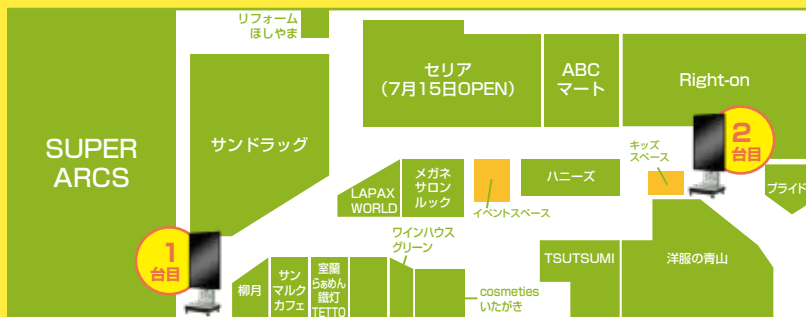 リフォーム
ほしやま
セリア
(7月15日OPEN)
ABC
マート
Right-on
SUPER
ARCS
サンドラッグ
2
台目
キッズ
スペース
LAPAX
WORLD
メガネ
サロン
ルック
イベントスペース
ハニーズ
プライド
1
台目
柳月
サン
マルク
カフェ
室蘭
らぁめん
鐵灯
TETTO
ワインハウス
グリーン
cosmeties
いたがき
TSUTSUMI
洋服の青山